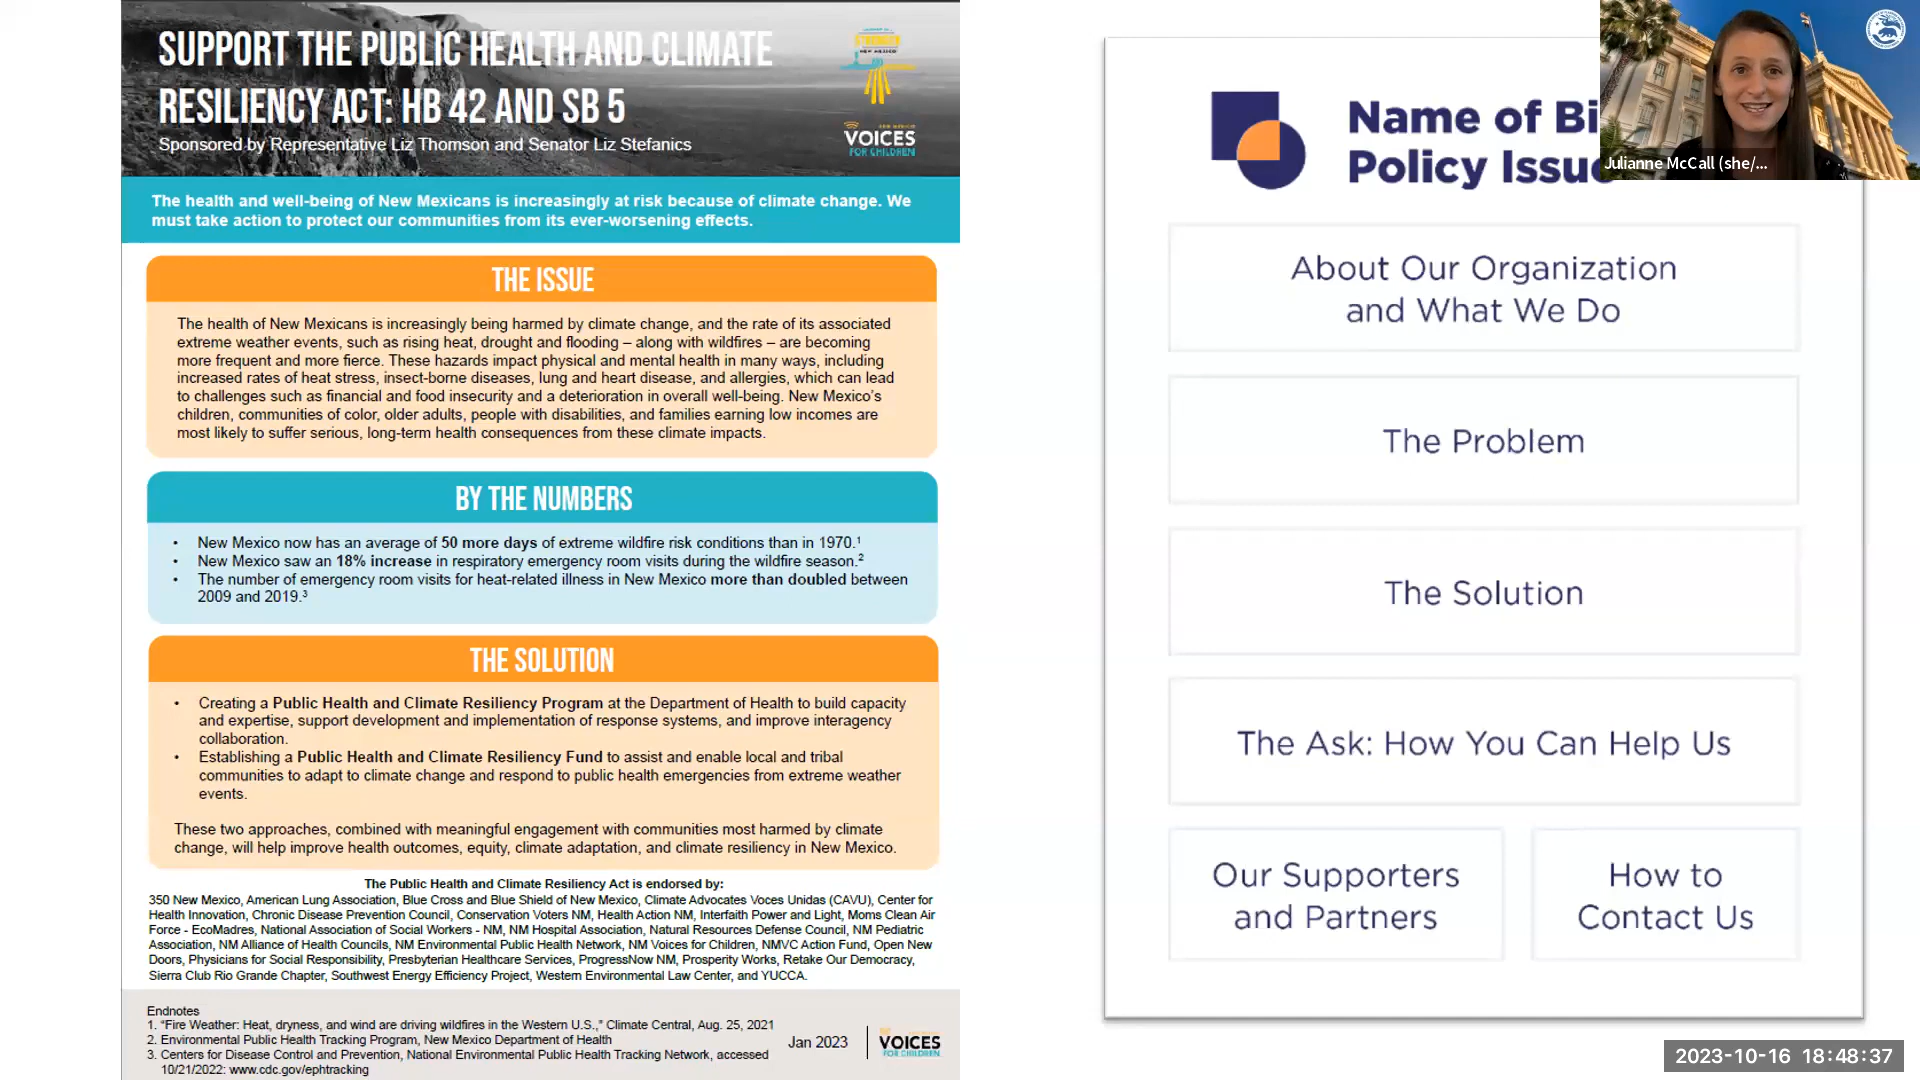 SUPPORT THE PUBLIC HEALTH AND CLIMATE
RESILIENCY ACT: HB 42 AND SB 5
Sponsored by Representative Liz Thomson and Senator Liz Stefanics
NEW MEXICO
VOICES
FOR CHILDREN
The health and well-being of New Mexicans is increasingly at risk because of climate change. We
must take action to protect our communities from its ever-worsening effects.
THE ISSUE
The health of New Mexicans is increasingly being harmed by climate change, and the rate of its associated
extreme weather events, such as rising heat, drought and flooding – along with wildfires – are becoming
more frequent and more fierce. These hazards impact physical and mental health in many ways, including
increased rates of heat stress, insect-borne diseases, lung and heart disease, and allergies, which can lead
to challenges such as financial and food insecurity and a deterioration in overall well-being. New Mexico's
children, communities of color, older adults, people with disabilities, and families earning low incomes are
most likely to suffer serious, long-term health consequences from these climate impacts.
BY THE NUMBERS
• New Mexico now has an average of 50 more days of extreme wildfire risk conditions than in 1970.¹
• New Mexico saw an 18% increase in respiratory emergency room visits during the wildfire season.²
• The number of emergency room visits for heat-related illness in New Mexico more than doubled between
2009 and 2019.³
THE SOLUTION
• Creating a Public Health and Climate Resiliency Program at the Department of Health to build capacity
and expertise, support development and implementation of response systems, and improve interagency
collaboration.
• Establishing a Public Health and Climate Resiliency Fund to assist and enable local and tribal
communities to adapt to climate change and respond to public health emergencies from extreme weather
events.
These two approaches, combined with meaningful engagement with communities most harmed by climate
change, will help improve health outcomes, equity, climate adaptation, and climate resiliency in New Mexico.
The Public Health and Climate Resiliency Act is endorsed by:
350 New Mexico, American Lung Association, Blue Cross and Blue Shield of New Mexico, Climate Advocates Voces Unidas (CAVU), Center for
Health Innovation, Chronic Disease Prevention Council, Conservation Voters NM, Health Action NM, Interfaith Power and Light, Moms Clean Air
Force - EcoMadres, National Association of Social Workers - NM, NM Hospital Association, Natural Resources Defense Council, NM Pediatric
Association, NM Alliance of Health Councils, NM Environmental Public Health Network, NM Voices for Children, NMVC Action Fund, Open New
Doors, Physicians for Social Responsibility, Presbyterian Healthcare Services, ProgressNow NM, Prosperity Works, Retake Our Democracy,
Sierra Club Rio Grande Chapter, Southwest Energy Efficiency Project, Western Environmental Law Center, and YUCCA.
Endnotes
1. “Fire Weather: Heat, dryness, and wind are driving wildfires in the Western U.S.,” Climate Central, Aug. 25, 2021
2. Environmental Public Health Tracking Program, New Mexico Department of Health
3. Centers for Disease Control and Prevention, National Environmental Public Health Tracking Network, accessed
10/21/2022: www.cdc.gov/ephtracking
Jan 2023
VOICES
FOR CHILDREN
Name of Bi
Policy Issue
About Our Organization
and What We Do
The Problem
The Solution
The Ask: How You Can Help Us
Our Supporters
and Partners
How to
Contact Us
Julianne McCall (she/...
2023-10-16 18:48:37